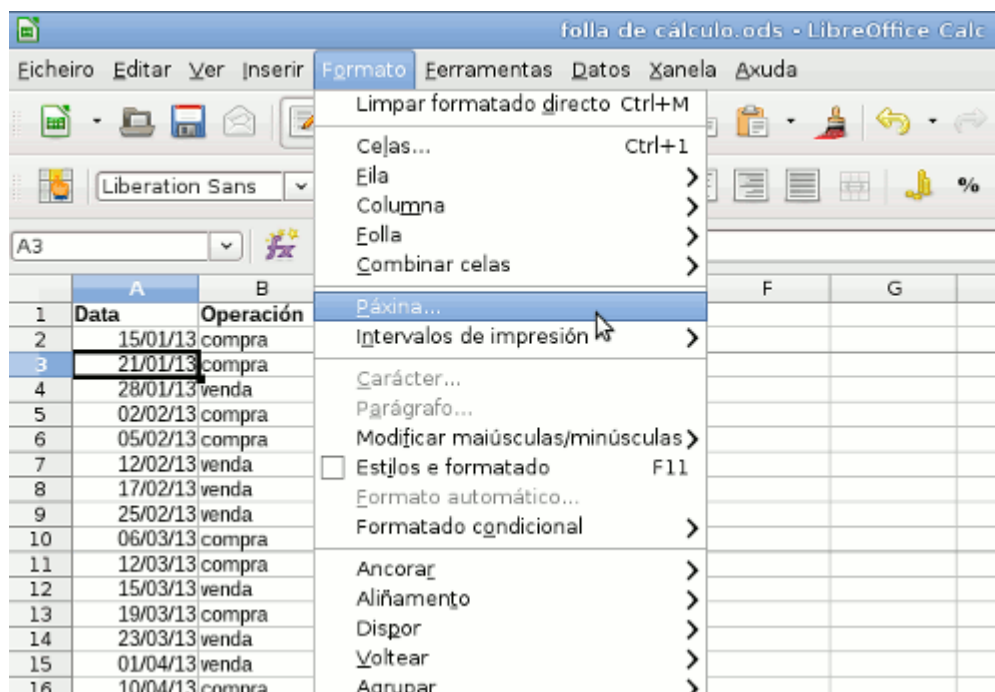 folla de cálculo.ods - LibreOffice Calc
Eicheiro Editar Ver Inserir Formato Eerramentas Datos Xanela Axuda
Limpar formatado directo Ctrl+M
Celas... Ctrl+1
Eila
Columna
Folla
Combinar celas
Páxina...
Intervalos de impresión
Carácter...
Parágrafo...
Modificar maiúsculas/minúsculas
Estilos e formatado F11
Formato automático...
Formatado condicional
Ancorar
Aliñamento
Dispor
Voltear
Agrupar
Liberation Sans
%
A3
A B F G
1 Data Operación
2 15/01/13 compra
3 21/01/13 compra
4 28/01/13 venda
5 02/02/13 compra
6 05/02/13 compra
7 12/02/13 venda
8 17/02/13 venda
9 25/02/13 venda
10 06/03/13 compra
11 12/03/13 compra
12 15/03/13 venda
13 19/03/13 compra
14 23/03/13 venda
15 01/04/13 venda
16 10/04/13 compra